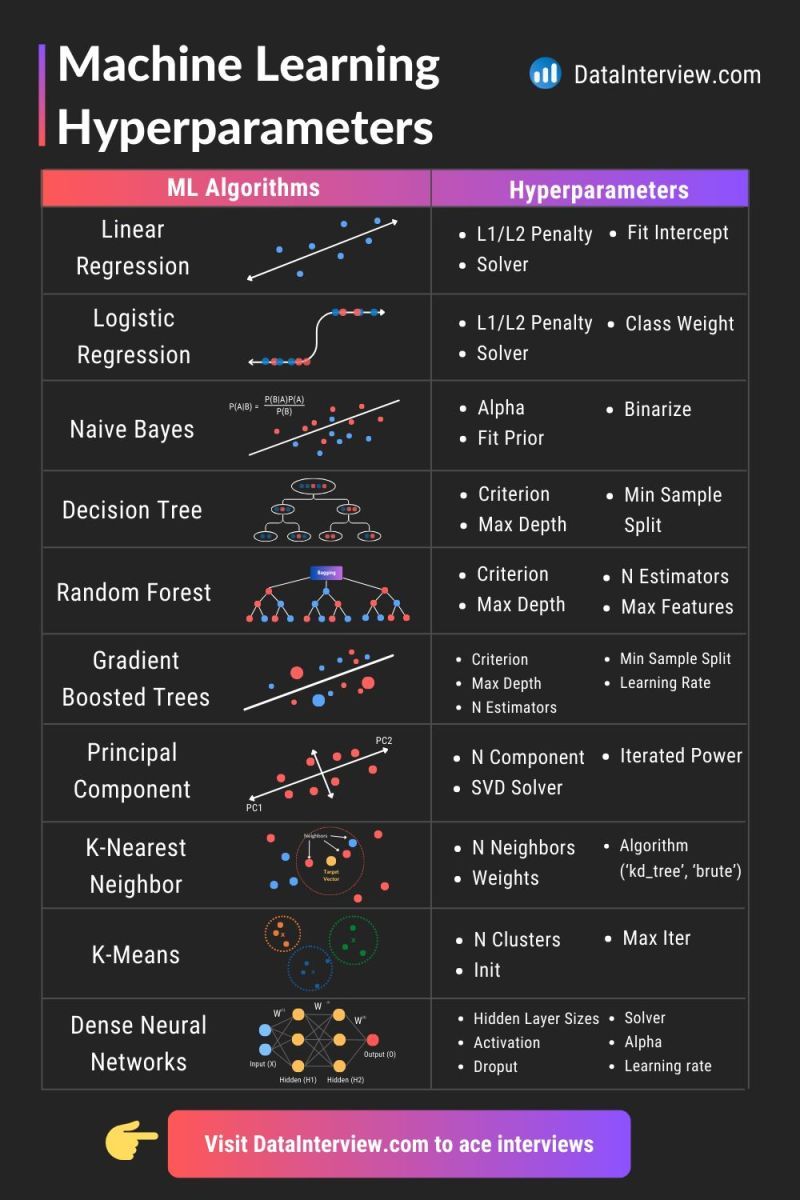 Machine Learning
Hyperparameters
DataInterview.com
ML Algorithms
Hyperparameters
Linear
Regression
• L1/L2 Penalty
• Solver
• Fit Intercept
Logistic
Regression
• L1/L2 Penalty
• Solver
• Class Weight
Naive Bayes
P(A|B) = P(B|A)P(A)
P(B)
• Alpha
• Fit Prior
• Binarize
Decision Tree
• Criterion
• Max Depth
• Min Sample
Split
Random Forest
Bagging
• Criterion
• Max Depth
• N Estimators
• Max Features
Gradient
Boosted Trees
• Criterion
• Max Depth
• N Estimators
• Min Sample Split
• Learning Rate
Principal
Component
PC2
PC1
• N Component
• SVD Solver
• Iterated Power
K-Nearest
Neighbor
Neighbors
Target
Vector
• N Neighbors
• Weights
• Algorithm
(‘kd_tree’, ‘brute’)
K-Means
x
x
x
• N Clusters
• Init
• Max Iter
Dense Neural
Networks
W
W
W
Input (X)
Hidden (H1)
Hidden (H2)
Output (O)
• Hidden Layer Sizes
• Activation
• Droput
• Solver
• Alpha
• Learning rate
Visit DataInterview.com to ace interviews